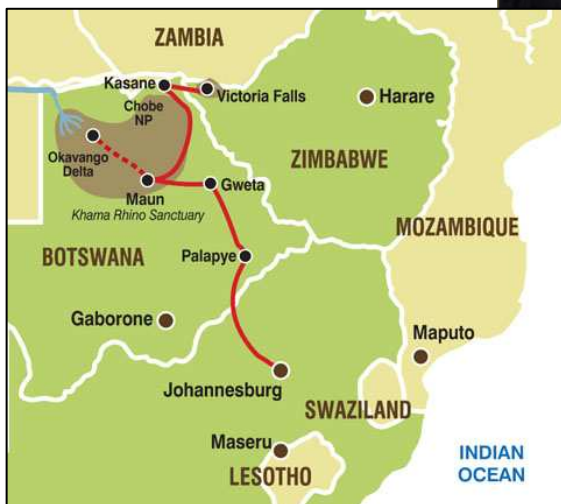 ZAMBIA
Kasane
Victoria Falls
Chobe
NP
Harare
Okavango
Delta
ZIMBABWE
Maun
Gweta
Khama Rhino Sanctuary
MOZAMBIQUE
BOTSWANA
Palapye
Gaborone
Maputo
Johannesburg
SWAZILAND
Maseru
LESOTHO
INDIAN
OCEAN